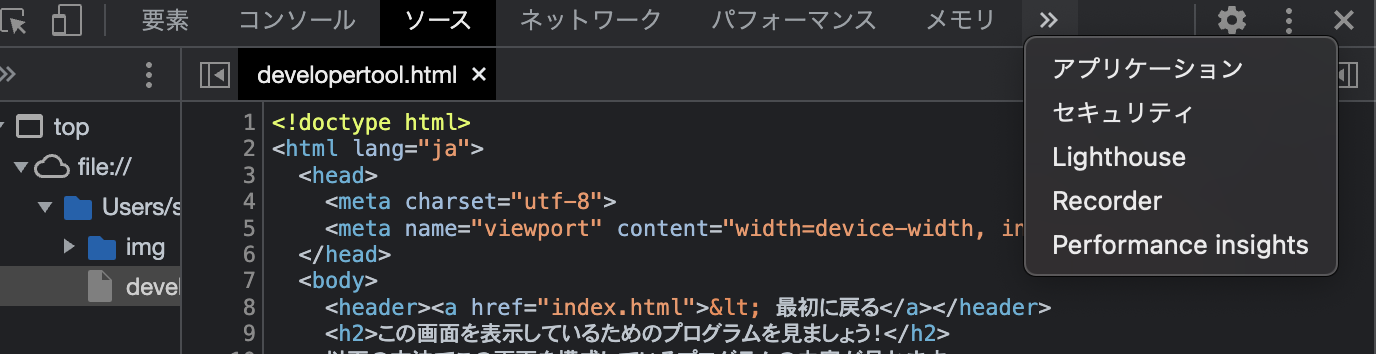 要素 コンソール ソース ネットワーク パフォーマンス メモリ »
developertool.html ×
アプリケーション
セキュリティ
Lighthouse
Recorder
Performance insights
top
file://
Users/s
img
devel
1 <!doctype html>
2 <html lang="ja">
3 <head>
4 <meta charset="utf-8">
5 <meta name="viewport" content="width=device-width, in
6 </head>
7 <body>
8 <header><a href="index.html">&lt; 最初に戻る</a></header>
9 <h2>この画面を表示しているためのプログラムを見ましょう!</h2>